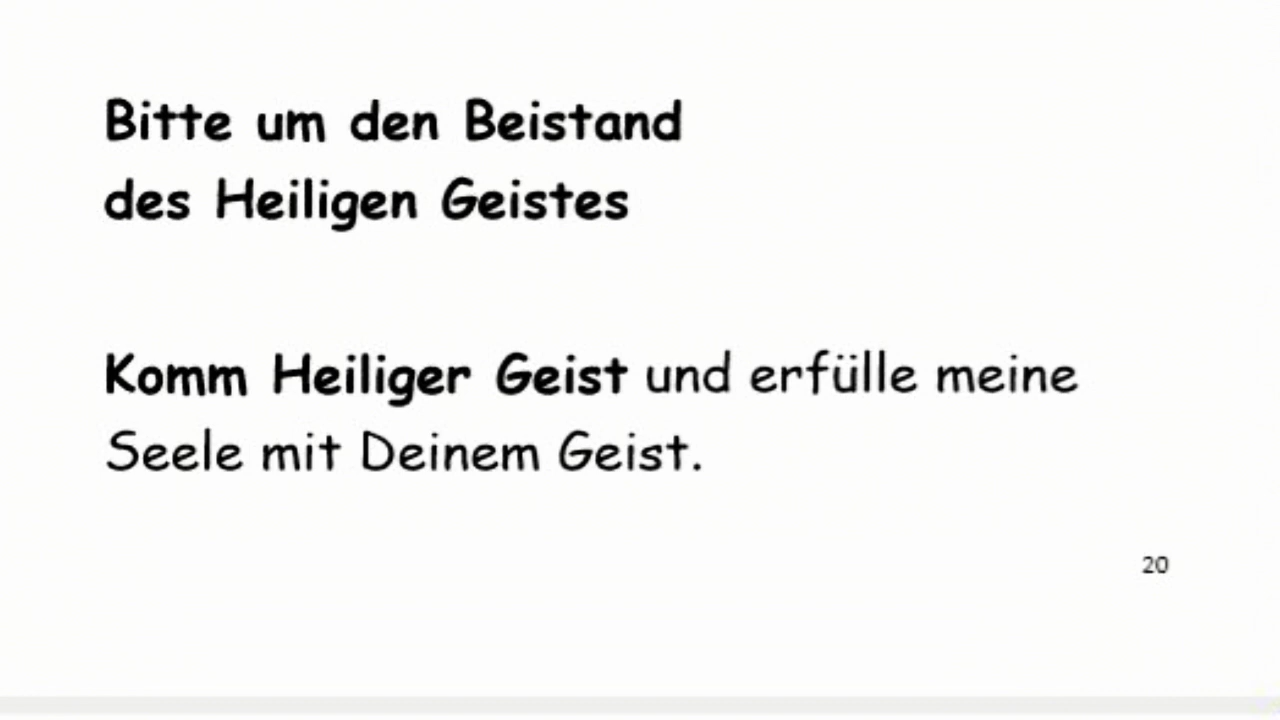 Bitte um den Beistand
des Heiligen Geistes
Komm Heiliger Geist und erfülle meine
Seele mit Deinem Geist.
20